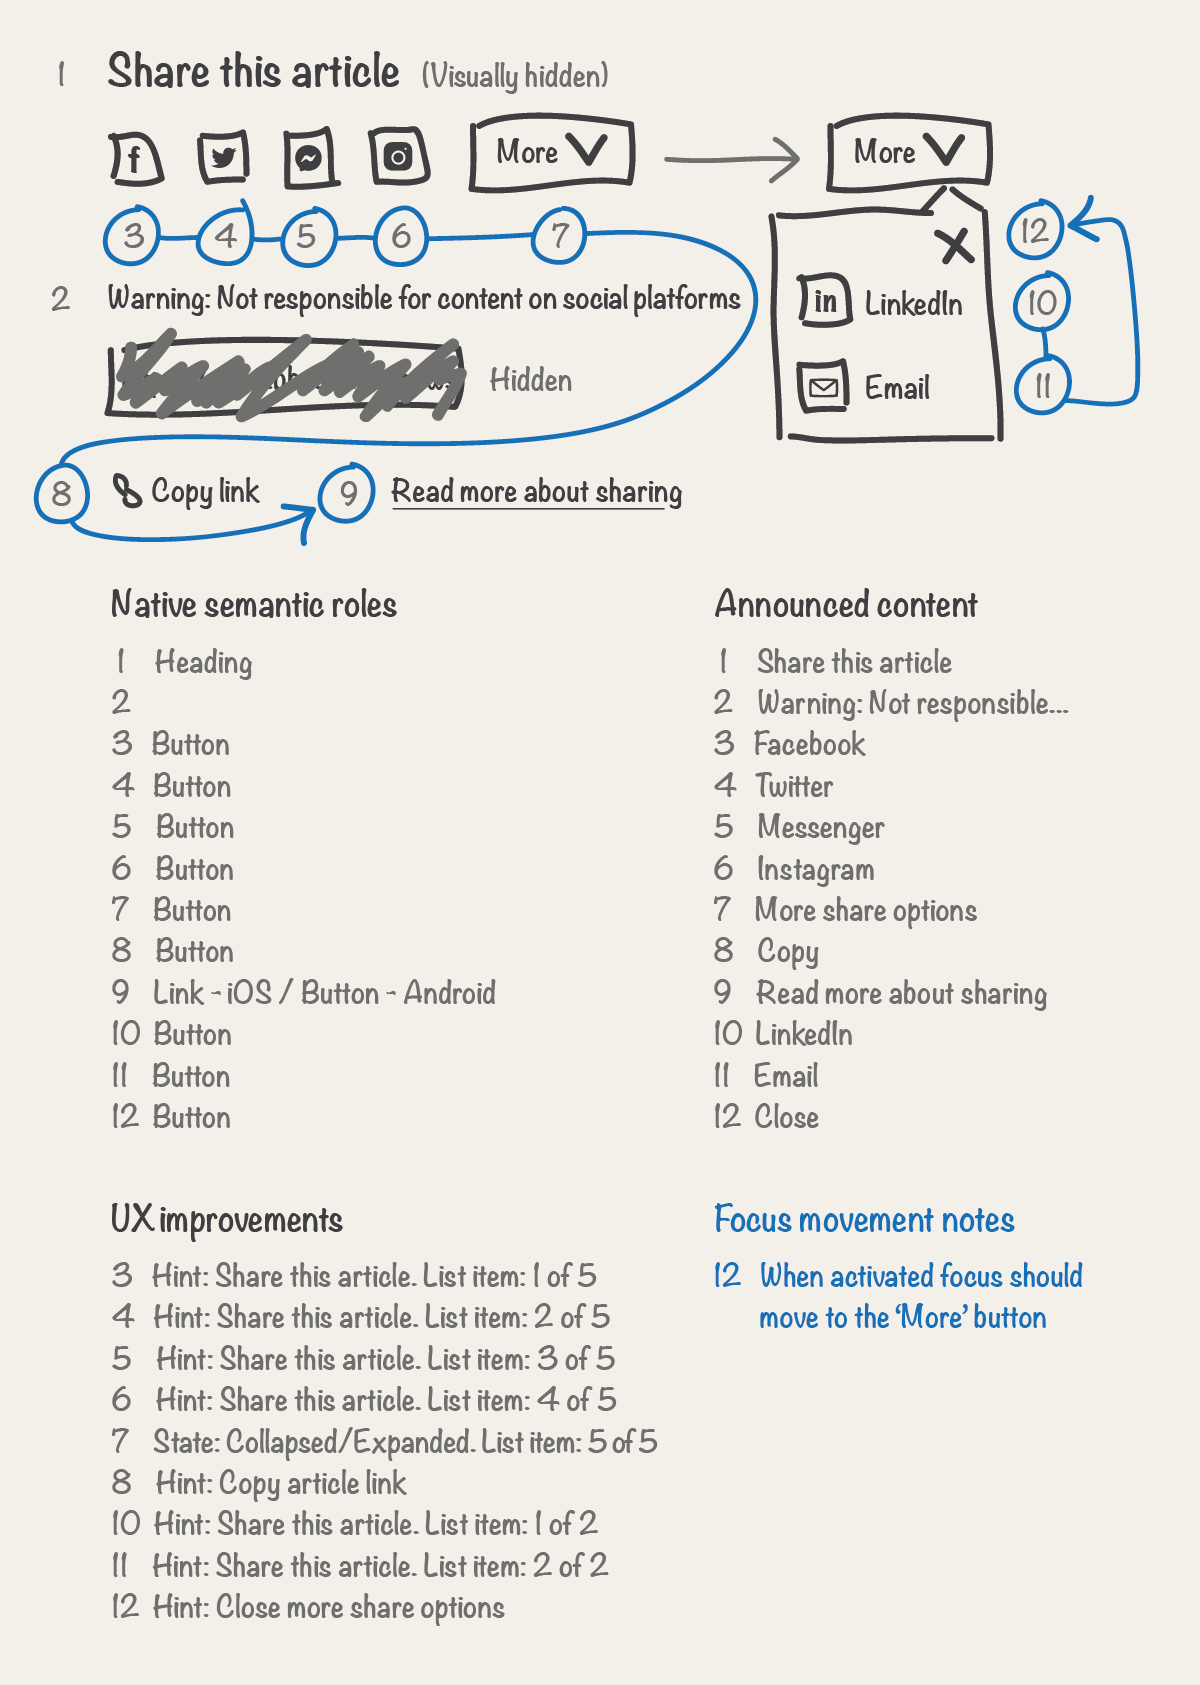 1 Share this article (Visually hidden)
f
More
More
3 4 5 6 7
12
2 Warning: Not responsible for content on social platforms
in LinkedIn
10
Hidden
Email
11
8 Copy link 9 Read more about sharing
Native semantic roles
1 Heading
2
3 Button
4 Button
5 Button
6 Button
7 Button
8 Button
9 Link - iOS / Button - Android
10 Button
11 Button
12 Button
Announced content
1 Share this article
2 Warning: Not responsible...
3 Facebook
4 Twitter
5 Messenger
6 Instagram
7 More share options
8 Copy
9 Read more about sharing
10 LinkedIn
11 Email
12 Close
UX improvements
3 Hint: Share this article. List item: 1 of 5
4 Hint: Share this article. List item: 2 of 5
5 Hint: Share this article. List item: 3 of 5
6 Hint: Share this article. List item: 4 of 5
7 State: Collapsed/Expanded. List item: 5 of 5
8 Hint: Copy article link
10 Hint: Share this article. List item: 1 of 2
11 Hint: Share this article. List item: 2 of 2
12 Hint: Close more share options
Focus movement notes
12 When activated focus should
move to the ‘More’ button